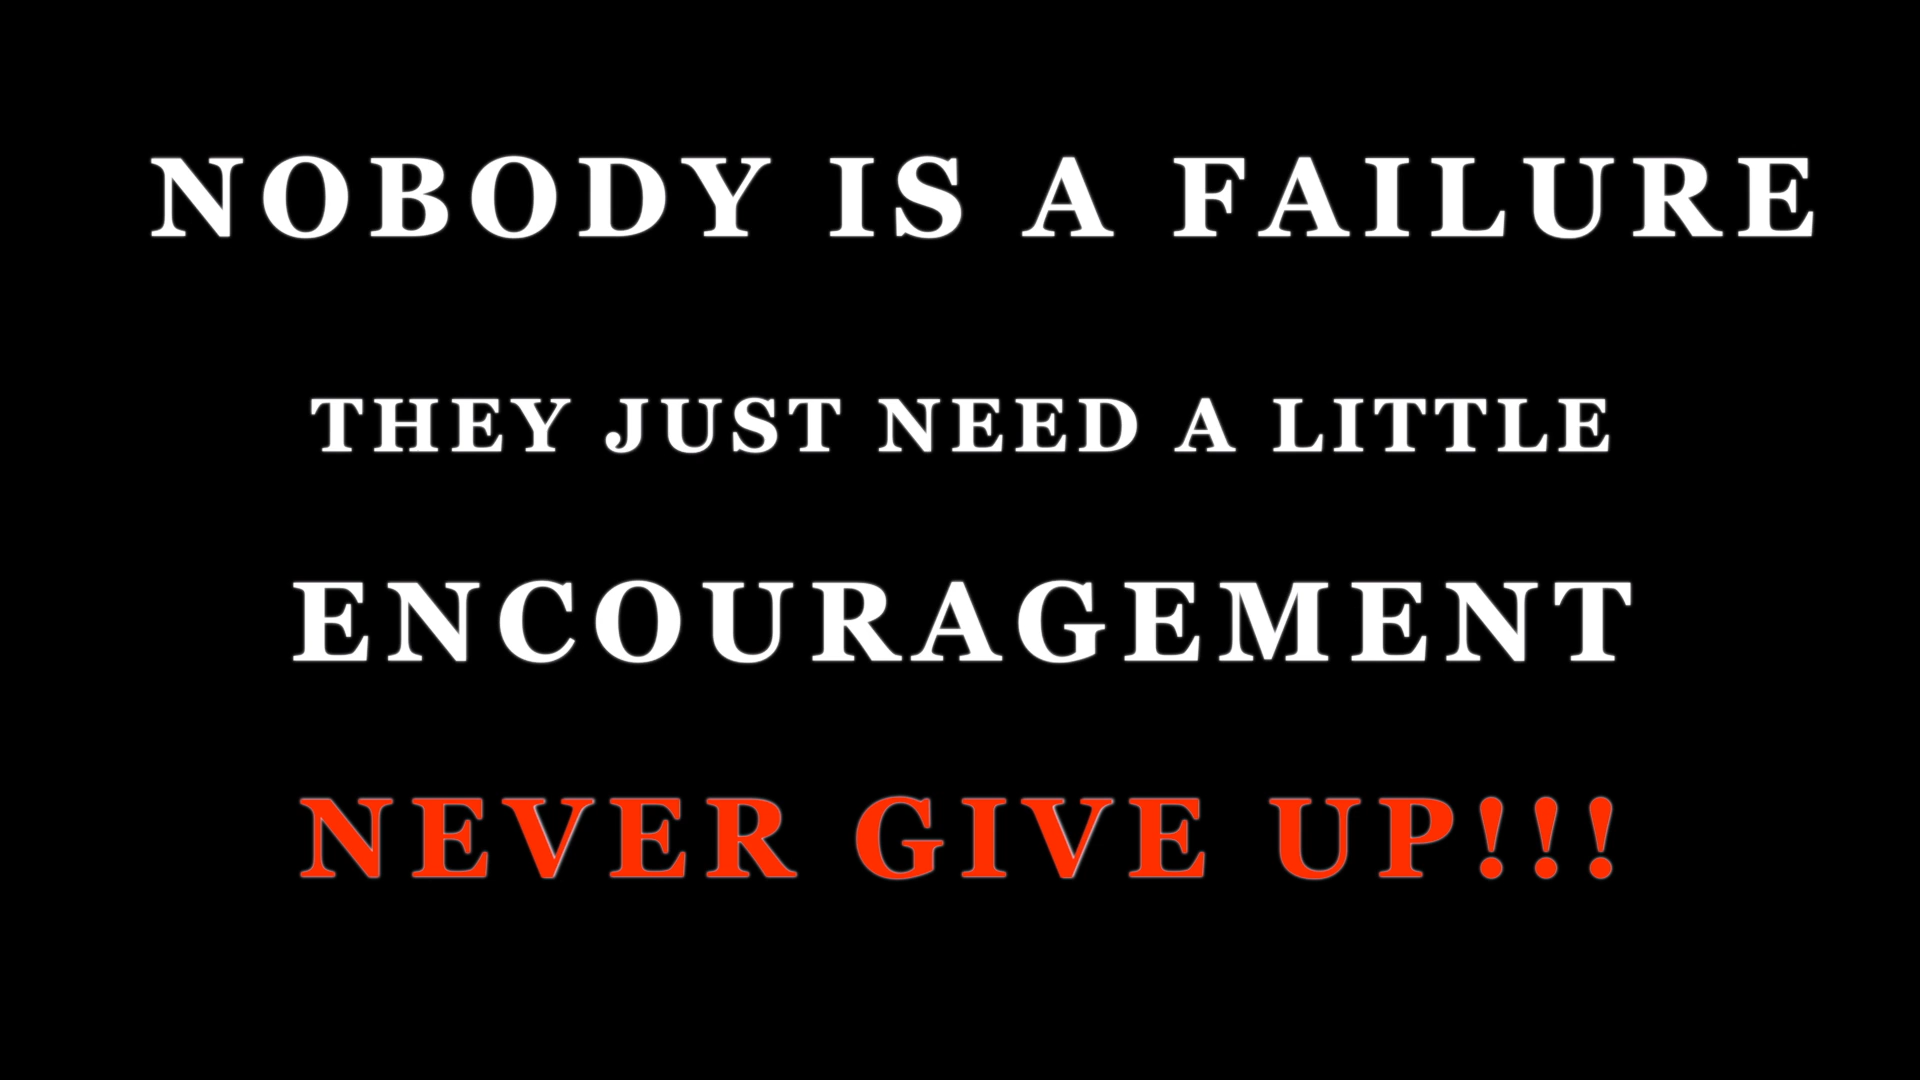 NOBODY IS A FAILURE
THEY JUST NEED A LITTLE
ENCOURAGEMENT
NEVER GIVE UP!!!